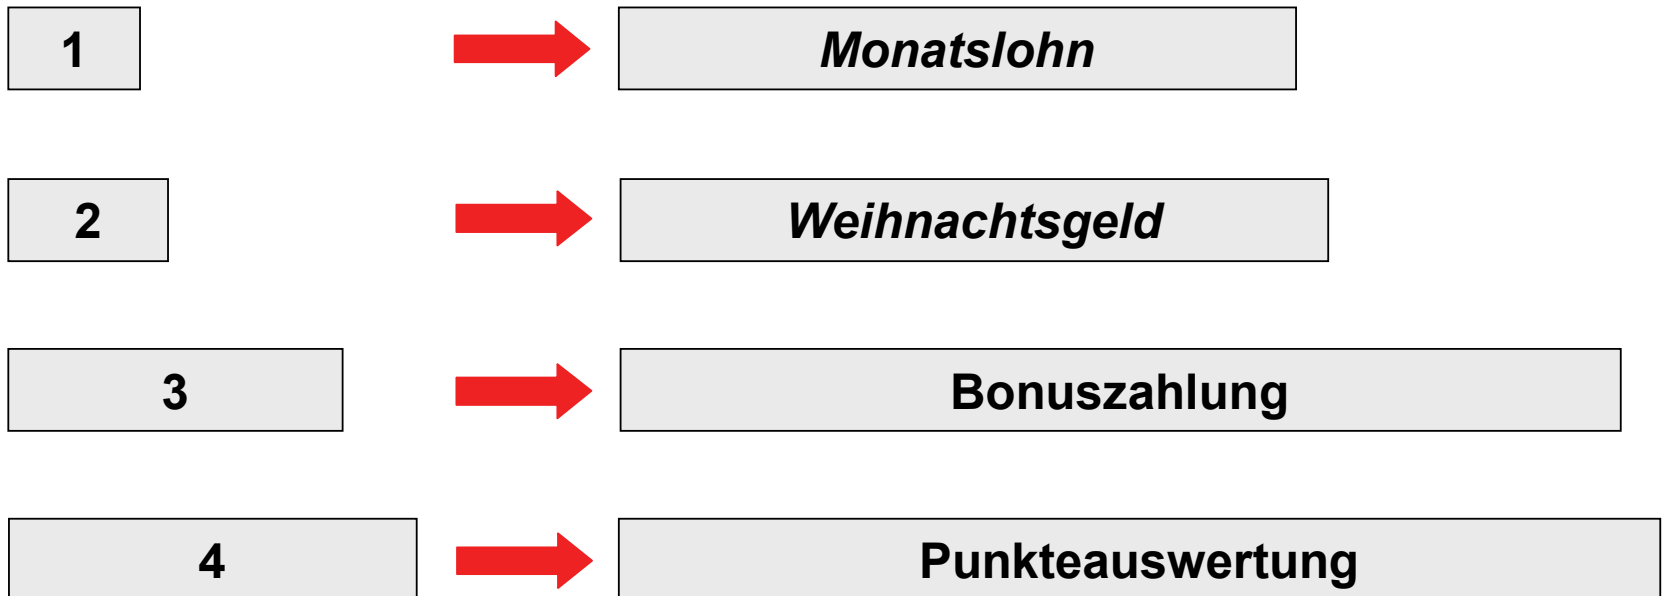 1 Monatslohn
2 Weihnachtsgeld
3 Bonuszahlung
4 Punkteauswertung